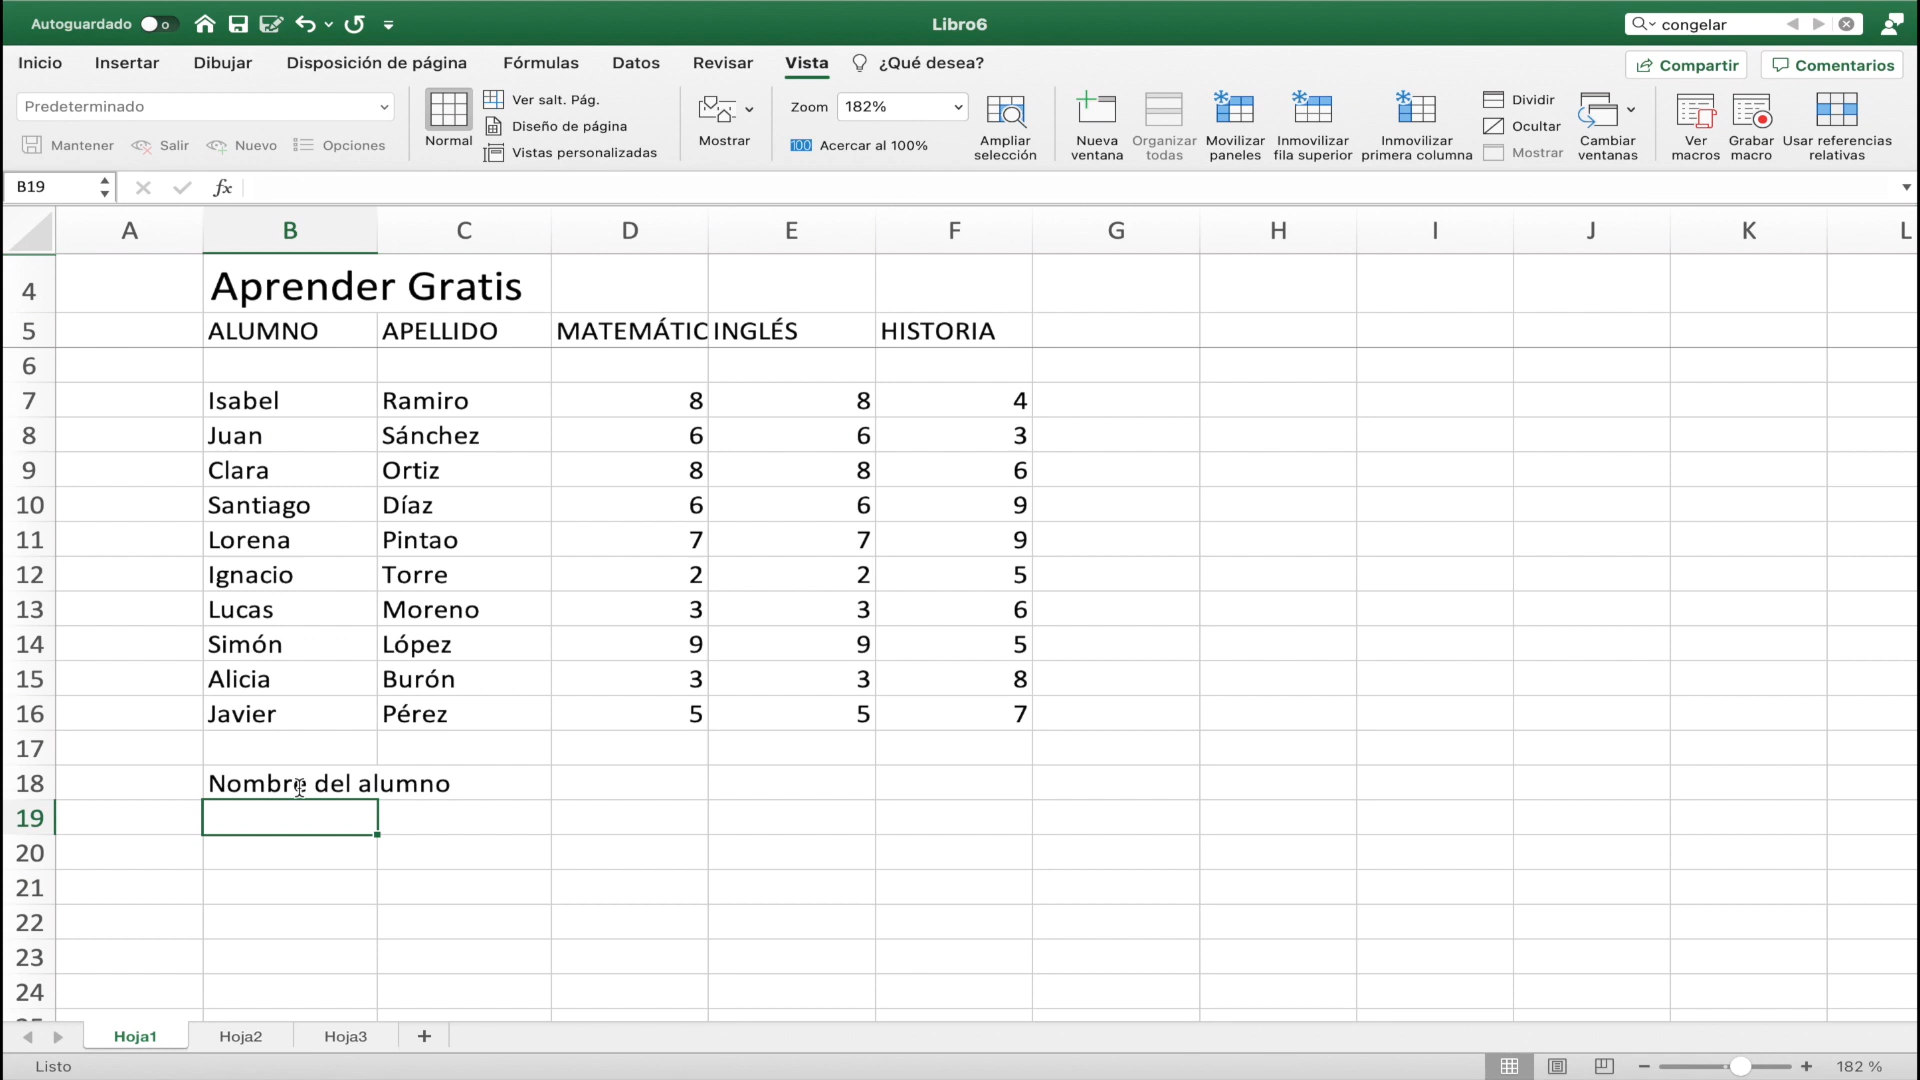 Autoguardado
Libro6
congelar
Inicio Insertar Dibujar Disposición de página Fórmulas Datos Revisar Vista ¿Qué desea? Compartir Comentarios
Predeterminado
Mantener Salir Nuevo Opciones
Normal
Ver salt. Pág.
Diseño de página
Vistas personalizadas
Mostrar
Zoom 182%
100 Acercar al 100%
Ampliar
selección
Nueva
ventana
Organizar
todas
Movilizar
paneles
Inmovilizar
fila superior
Inmovilizar
primera columna
Dividir
Ocultar
Mostrar
Cambiar
ventanas
Ver
macros
Grabar
macro
Usar referencias
relativas
B19 fx
A B C D E F G H I J K L
4 Aprender Gratis
5 ALUMNO APELLIDO MATEMÁTIC INGLÉS HISTORIA
6
7 Isabel Ramiro 8 8 4
8 Juan Sánchez 6 6 3
9 Clara Ortiz 8 8 6
10 Santiago Díaz 6 6 9
11 Lorena Pintao 7 7 9
12 Ignacio Torre 2 2 5
13 Lucas Moreno 3 3 6
14 Simón López 9 9 5
15 Alicia Burón 3 3 8
16 Javier Pérez 5 5 7
17
18 Nombre del alumno
19
20
21
22
23
24
Hoja1 Hoja2 Hoja3 +
Listo 182 %